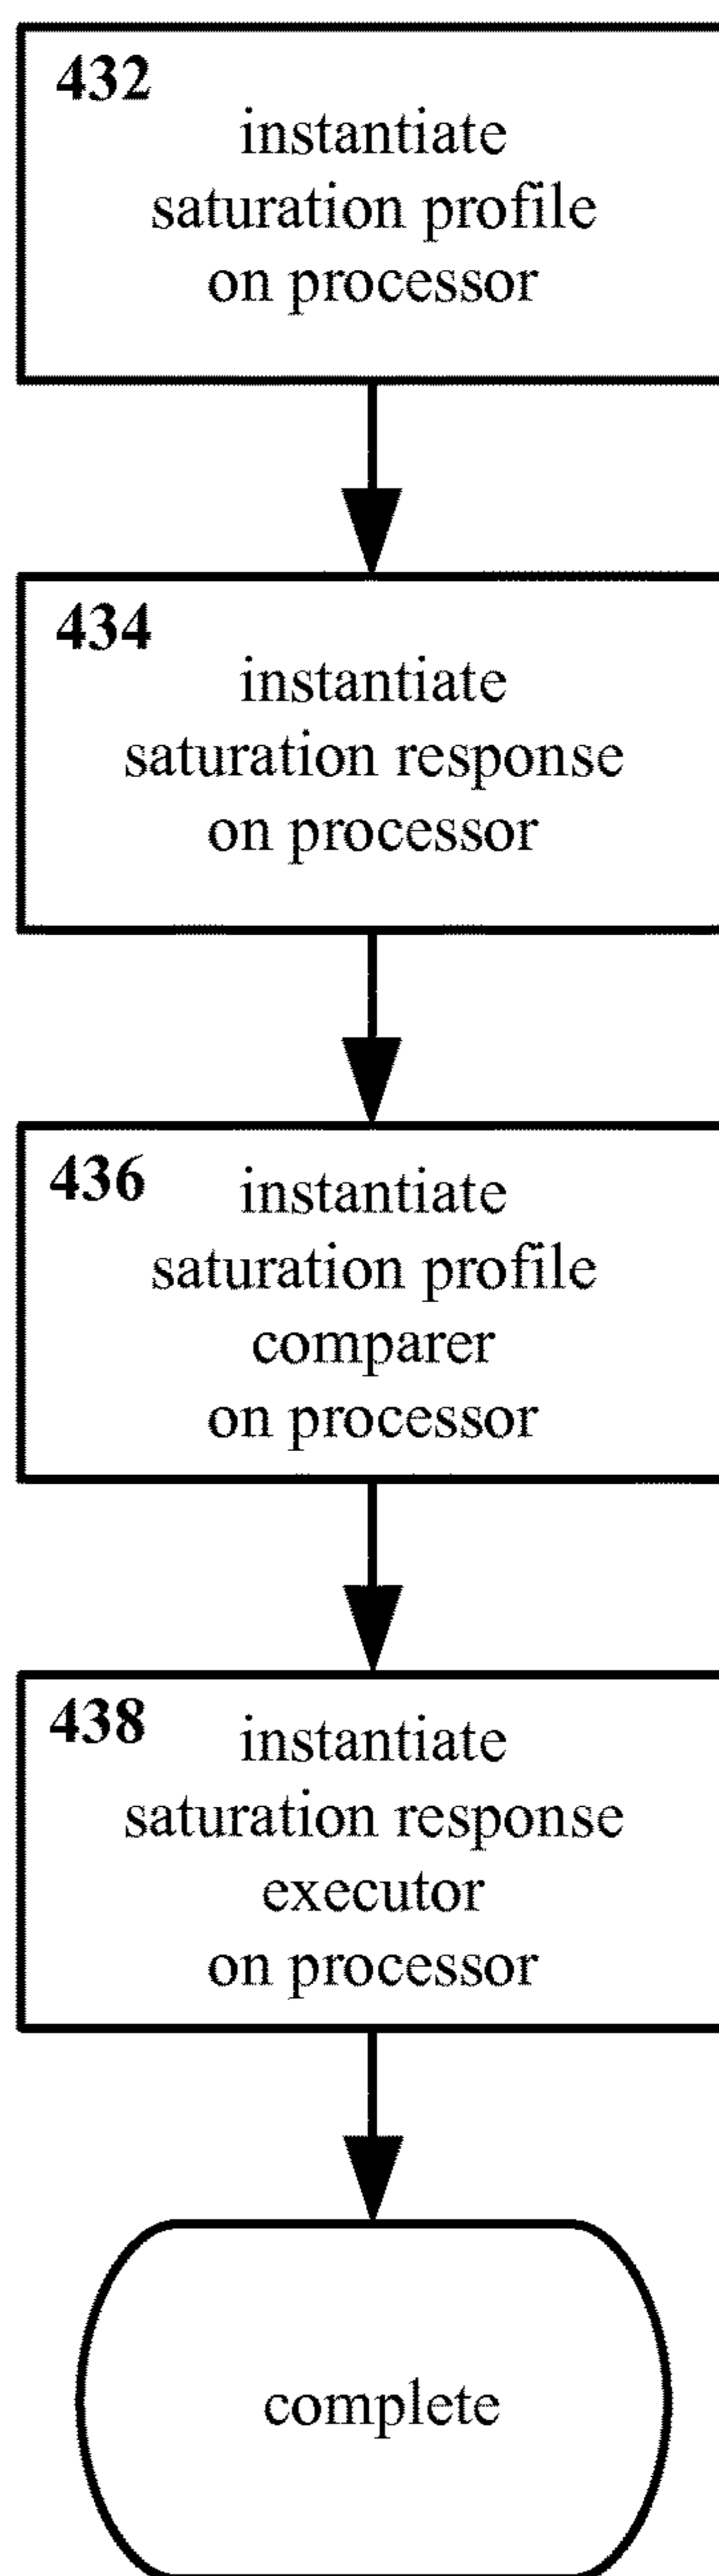 432
instantiate
saturation profile
on processor
434
instantiate
saturation response
on processor
436
instantiate
saturation profile
comparer
on processor
438
instantiate
saturation response
executor
on processor
complete